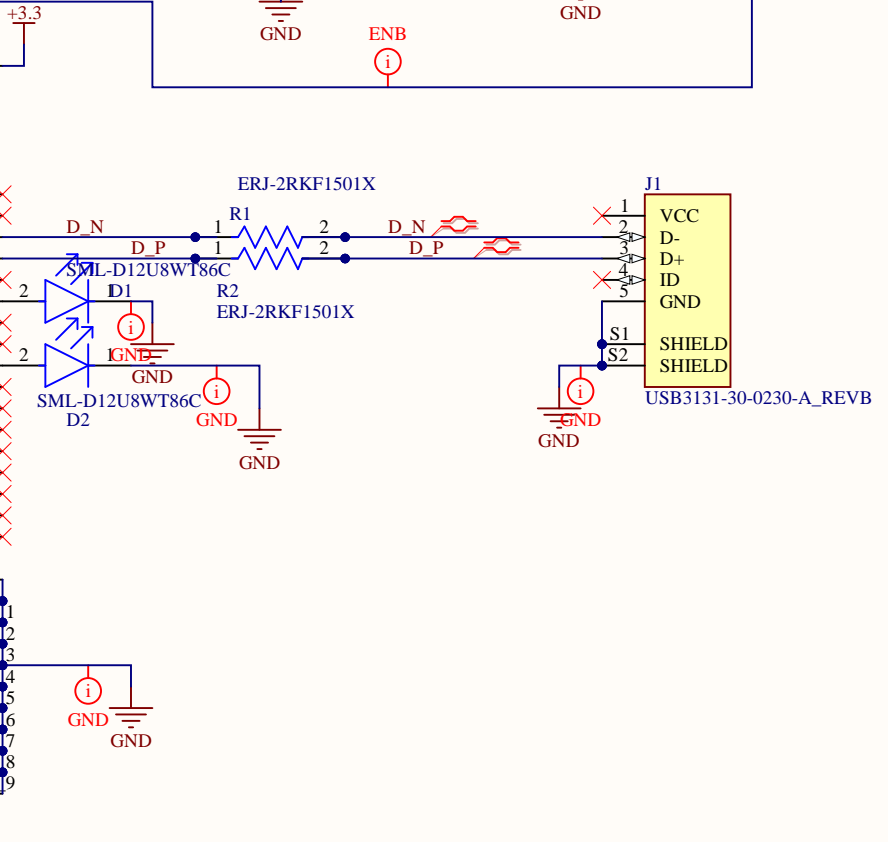 +3.3
GND
GND
ENB
i
ERJ-2RKF1501X
J1
R1
1
VCC
D_N
1
2
D_N
2
D-
D_P
1
2
D_P
3
D+
SML-D12U8WT86C
4
ID
2
1
D1
R2
5
GND
ERJ-2RKF1501X
i
GND
S1
SHIELD
2
1
S2
SHIELD
GND
i
i
SML-D12U8WT86C
USB3131-30-0230-A_REVB
D2
GND
GND
GND
GND
1
2
3
4
i
5
GND
6
GND
7
8
9